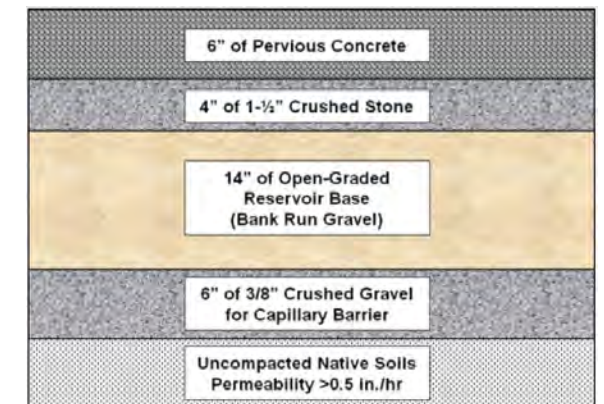 6” of Pervious Concrete
4” of 1-½” Crushed Stone
14” of Open-Graded
Reservoir Base
(Bank Run Gravel)
6” of 3/8” Crushed Gravel
for Capillary Barrier
Uncompacted Native Soils
Permeability >0.5 in./hr